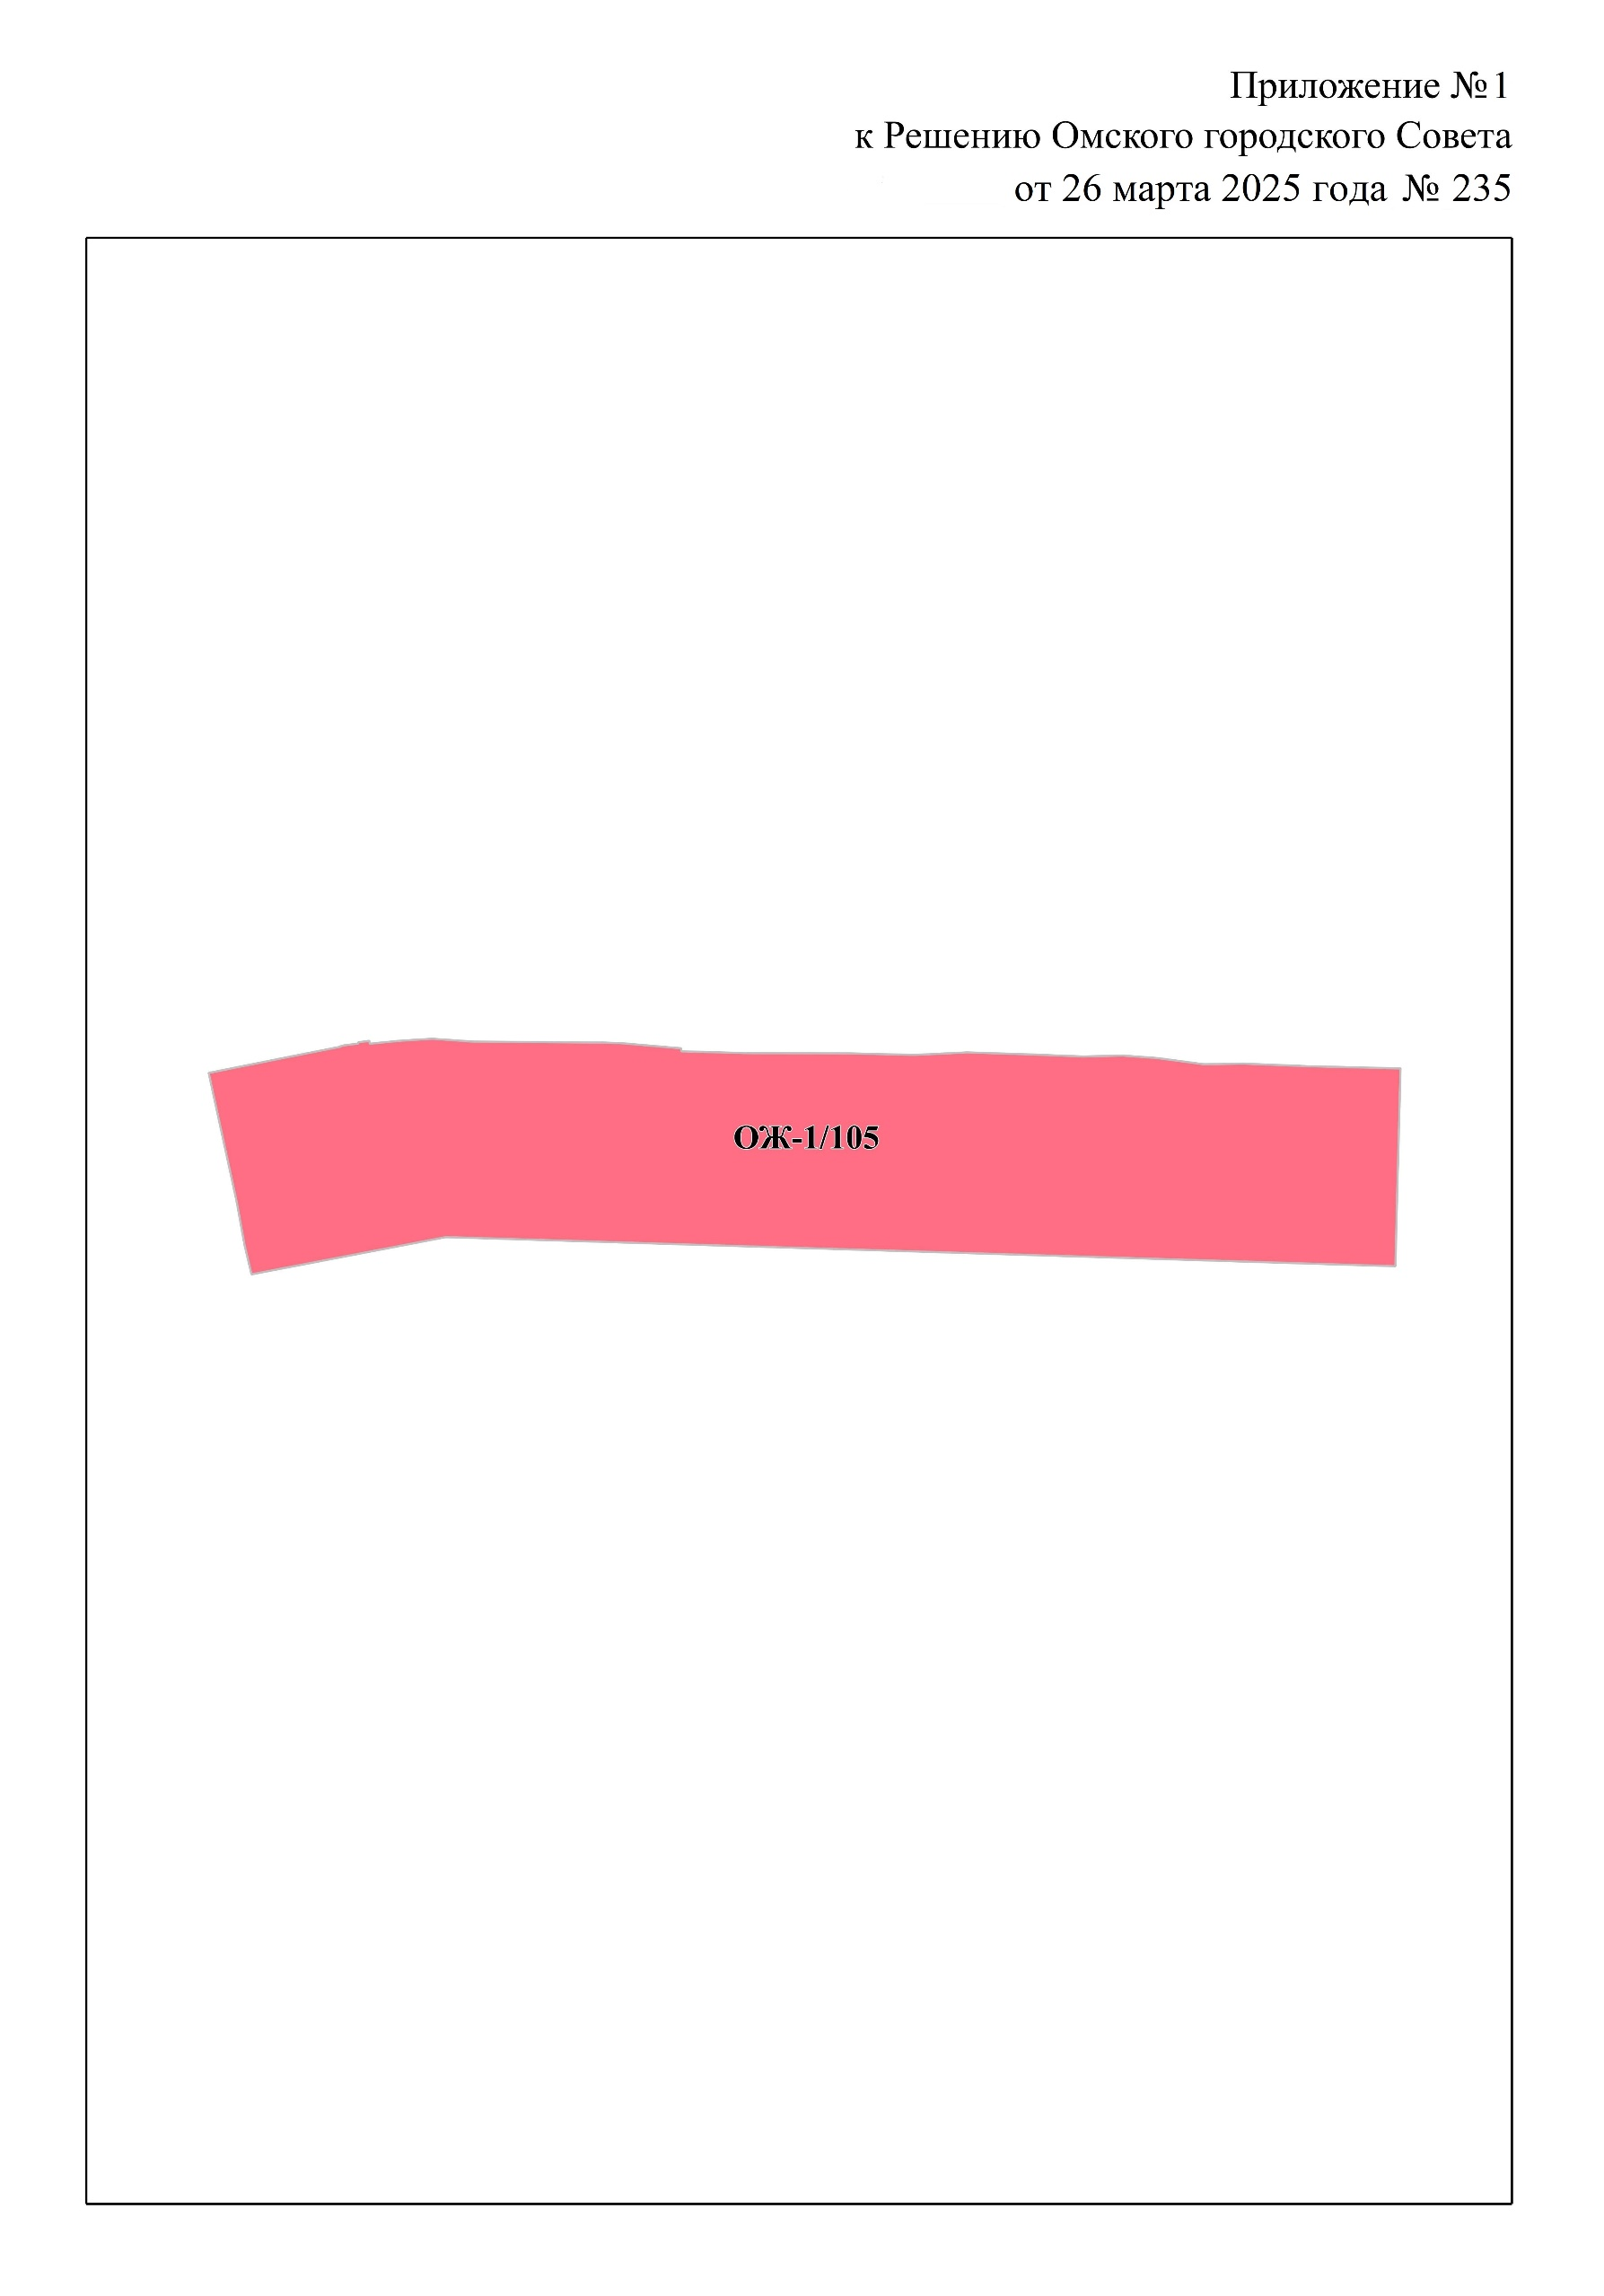 Приложение №1
к Решению Омского городского Совета
от 26 марта 2025 года № 235
ОЖ-1/105